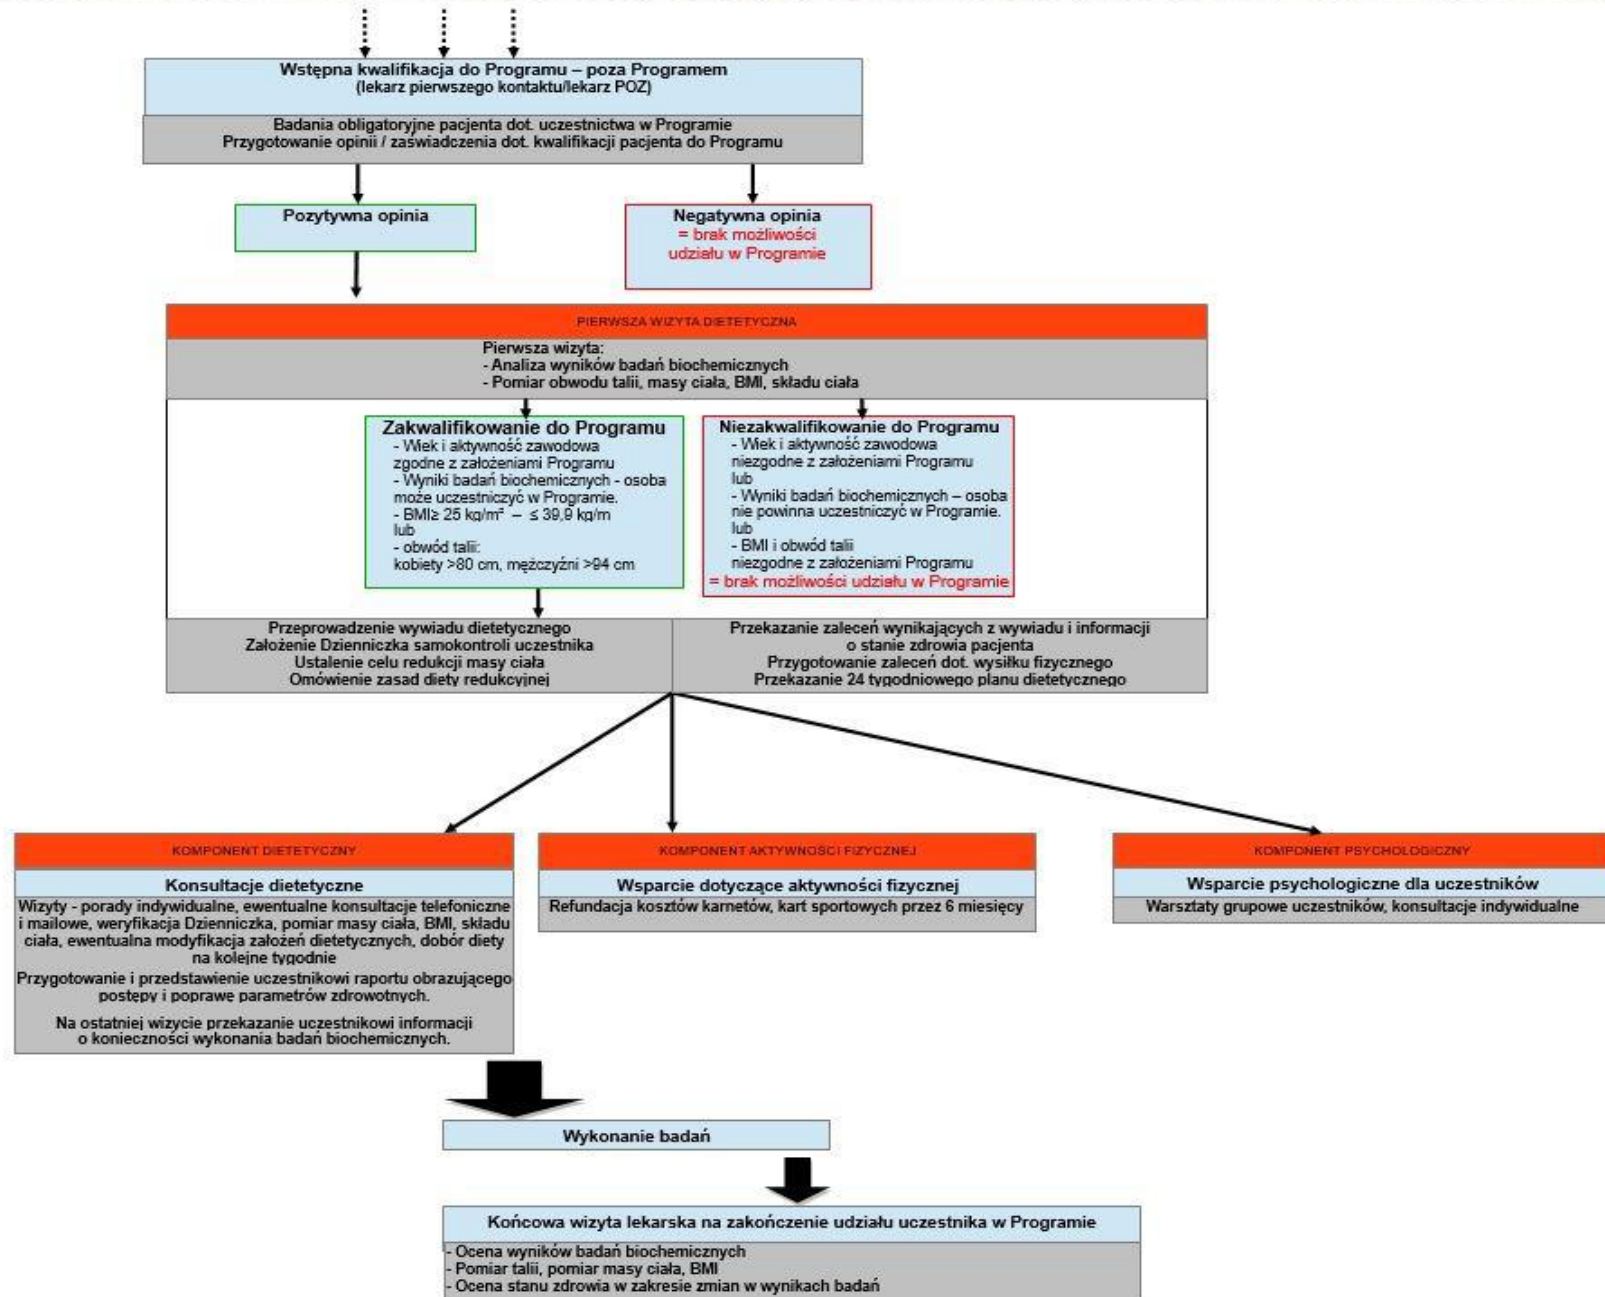 Wstępna kwalifikacja do Programu – poza Programem
(lekarz pierwszego kontaktu/lekarz POZ)
Badania obligatoryjne pacjenta dot. uczestnictwa w Programie
Przygotowanie opinii / zaświadczenia dot. kwalifikacji pacjenta do Programu
Pozytywna opinia
Negatywna opinia
= brak możliwości
udziału w Programie
PIERWSZA WIZYTA DIETETYCZNA
Pierwsza wizyta:
- Analiza wyników badań biochemicznych
- Pomiar obwodu talii, masy ciała, BMI, składu ciała
Zakwalifikowanie do Programu
- Wiek i aktywność zawodowa
zgodne z założeniami Programu
- Wyniki badań biochemicznych - osoba
może uczestniczyć w Programie.
- BMI≥ 25 kg/m² – ≤ 39,9 kg/m
lub
- obwód talii:
kobiety >80 cm, mężczyźni >94 cm
Niezakwalifikowanie do Programu
- Wiek i aktywność zawodowa
niezgodne z założeniami Programu
lub
- Wyniki badań biochemicznych – osoba
nie powinna uczestniczyć w Programie.
lub
- BMI i obwód talii
niezgodne z założeniami Programu
= brak możliwości udziału w Programie
Przeprowadzenie wywiadu dietetycznego
Założenie Dzienniczka samokontroli uczestnika
Ustalenie celu redukcji masy ciała
Omówienie zasad diety redukcyjnej
Przekazanie zaleceń wynikających z wywiadu i informacji
o stanie zdrowia pacjenta
Przygotowanie zaleceń dot. wysiłku fizycznego
Przekazanie 24 tygodniowego planu dietetycznego
KOMPONENT DIETETYCZNY
Konsultacje dietetyczne
Wizyty - porady indywidualne, ewentualne konsultacje telefoniczne
i mailowe, weryfikacja Dzienniczka, pomiar masy ciała, BMI, składu
ciała, ewentualna modyfikacja założeń dietetycznych, dobór diety
na kolejne tygodnie
Przygotowanie i przedstawienie uczestnikowi raportu obrazującego
postępy i poprawę parametrów zdrowotnych.
Na ostatniej wizycie przekazanie uczestnikowi informacji
o konieczności wykonania badań biochemicznych.
KOMPONENT AKTYWNOŚCI FIZYCZNEJ
Wsparcie dotyczące aktywności fizycznej
Refundacja kosztów karnetów, kart sportowych przez 6 miesięcy
KOMPONENT PSYCHOLOGICZNY
Wsparcie psychologiczne dla uczestników
Warsztaty grupowe uczestników, konsultacje indywidualne
Wykonanie badań
Końcowa wizyta lekarska na zakończenie udziału uczestnika w Programie
- Ocena wyników badań biochemicznych
- Pomiar talii, pomiar masy ciała, BMI
- Ocena stanu zdrowia w zakresie zmian w wynikach badań